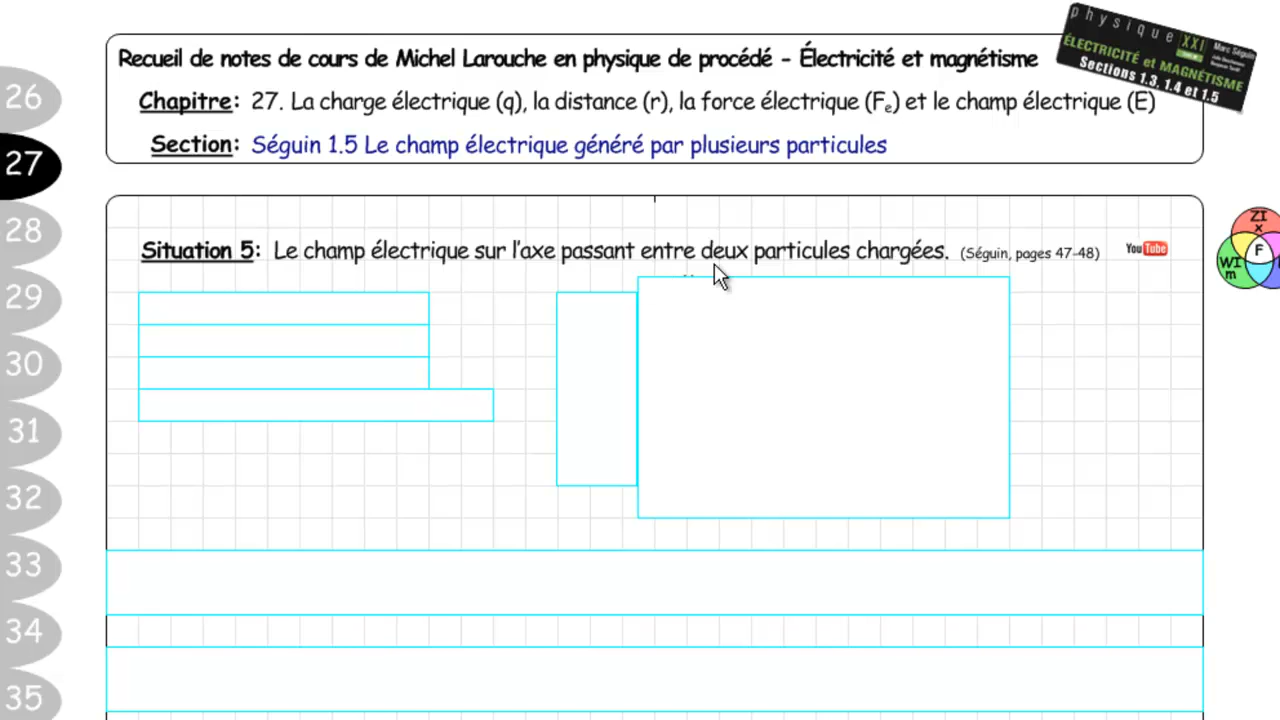 physique XXI
Marc Séguin
ÉLECTRICITÉ et MAGNÉTISME
Sections 1.3, 1.4 et 1.5
Recueil de notes de cours de Michel Larouche en physique de procédé - Électricité et magnétisme
Chapitre: 27. La charge électrique (q), la distance (r), la force électrique (Fe) et le champ électrique (E)
Section: Séguin 1.5 Le champ électrique généré par plusieurs particules
26
27
28
29
30
31
32
33
34
35
Situation 5: Le champ électrique sur l'axe passant entre deux particules chargées. (Séguin, pages 47-48) YouTube
ZI
x
WI
m
F